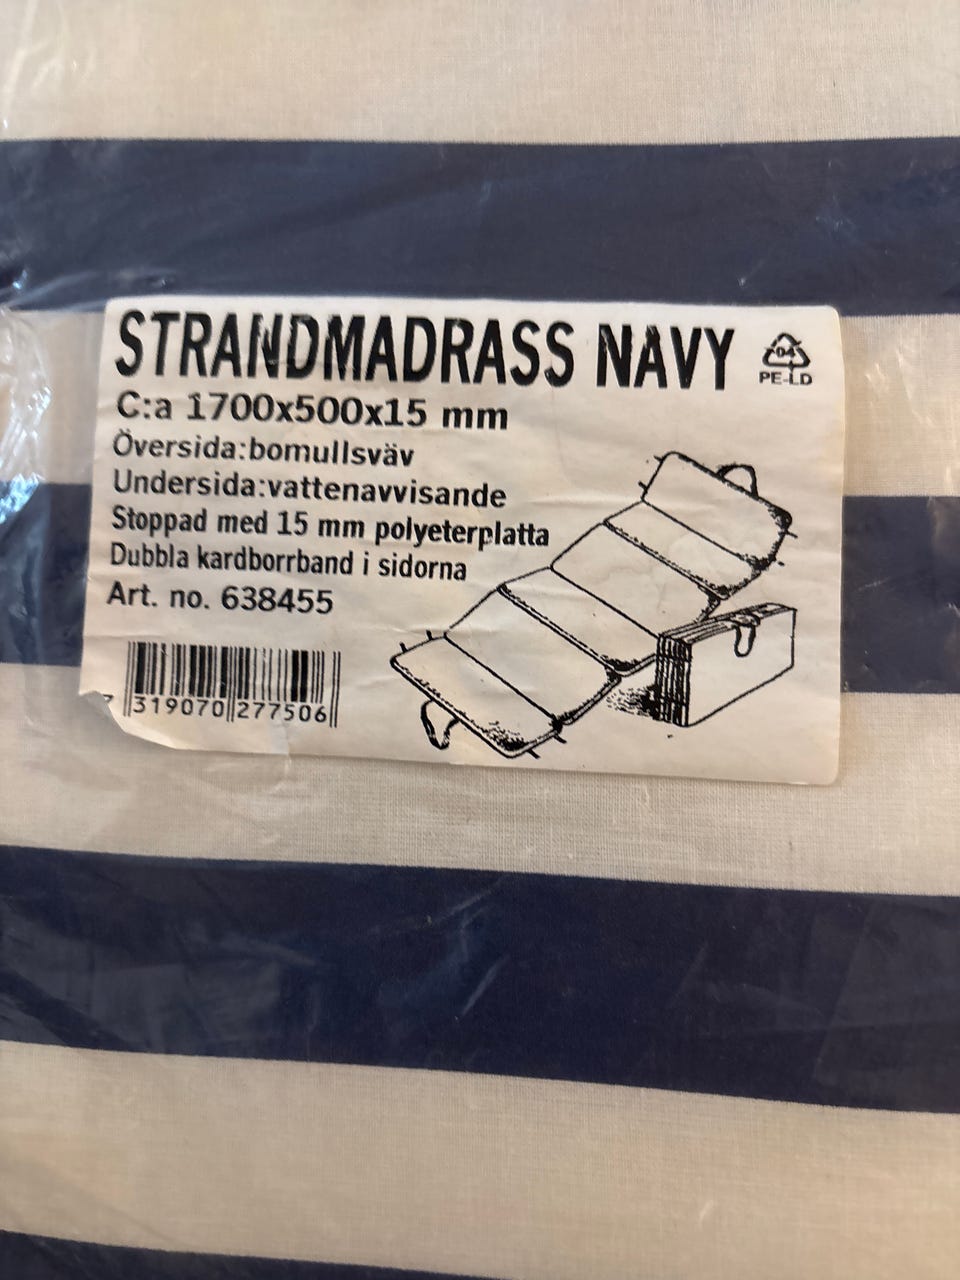 STRANDMADRASS NAVY
04
PE-LD
C:a 1700x500x15 mm
Översida:bomullsväv
Undersida:vattenavvisande
Stoppad med 15 mm polyeterplatta
Dubbla kardborrband i sidorna
Art. no. 638455
7 319070 277506